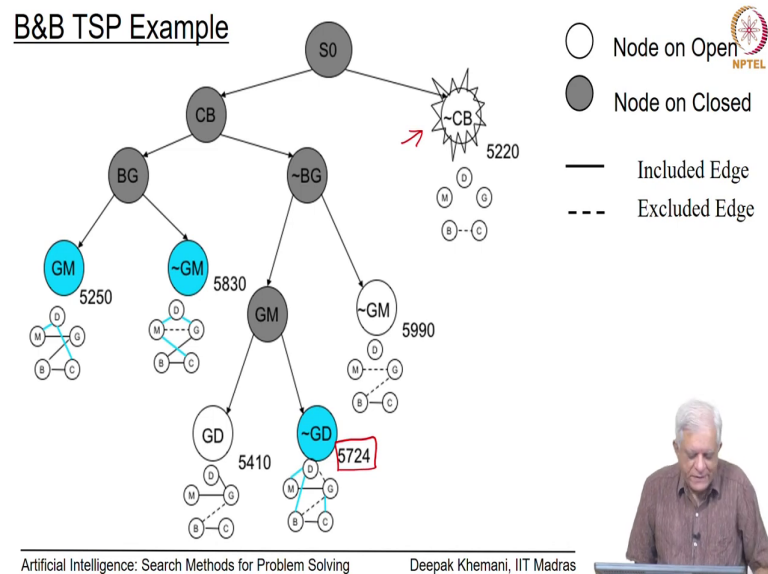 B&B TSP Example
S0
Node on Open
NPTEL
CB
~CB
Node on Closed
5220
D
M G
B C
BG
~BG
Included Edge
Excluded Edge
GM
5250
~GM
5830
GM
~GM
5990
D
M G
B C
D
M G
B C
D
M G
B C
GD
5410
~GD
5724
D
M G
B C
D
M G
B C
Artificial Intelligence: Search Methods for Problem Solving
Deepak Khemani, IIT Madras